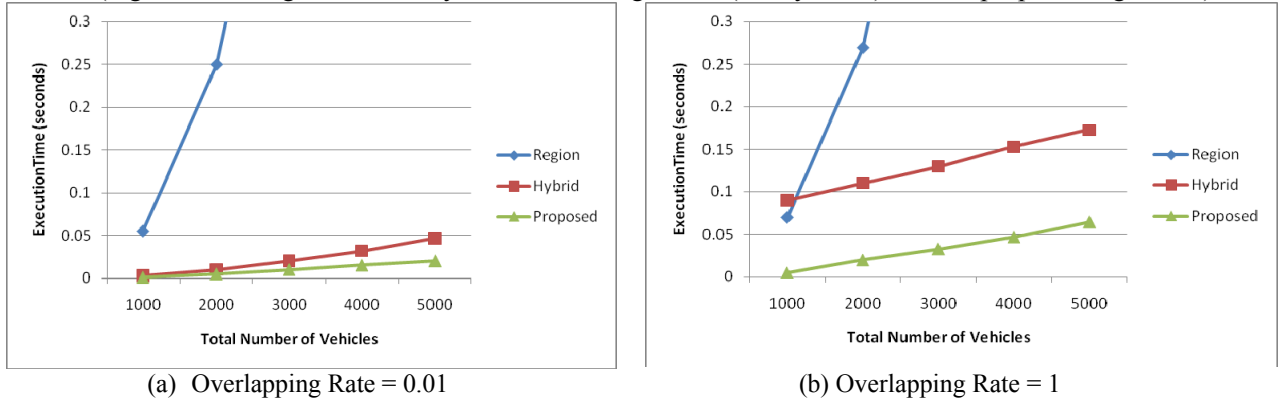 0.3
0.25
0.2
0.15
0.1
0.05
0
ExecutionTime (seconds)
1000 2000 3000 4000 5000
Total Number of Vehicles
Region
Hybrid
Proposed
(a) Overlapping Rate = 0.01
0.3
0.25
0.2
0.15
0.1
0.05
0
ExecutionTime (seconds)
1000 2000 3000 4000 5000
Total Number of Vehicles
Region
Hybrid
Proposed
(b) Overlapping Rate = 1